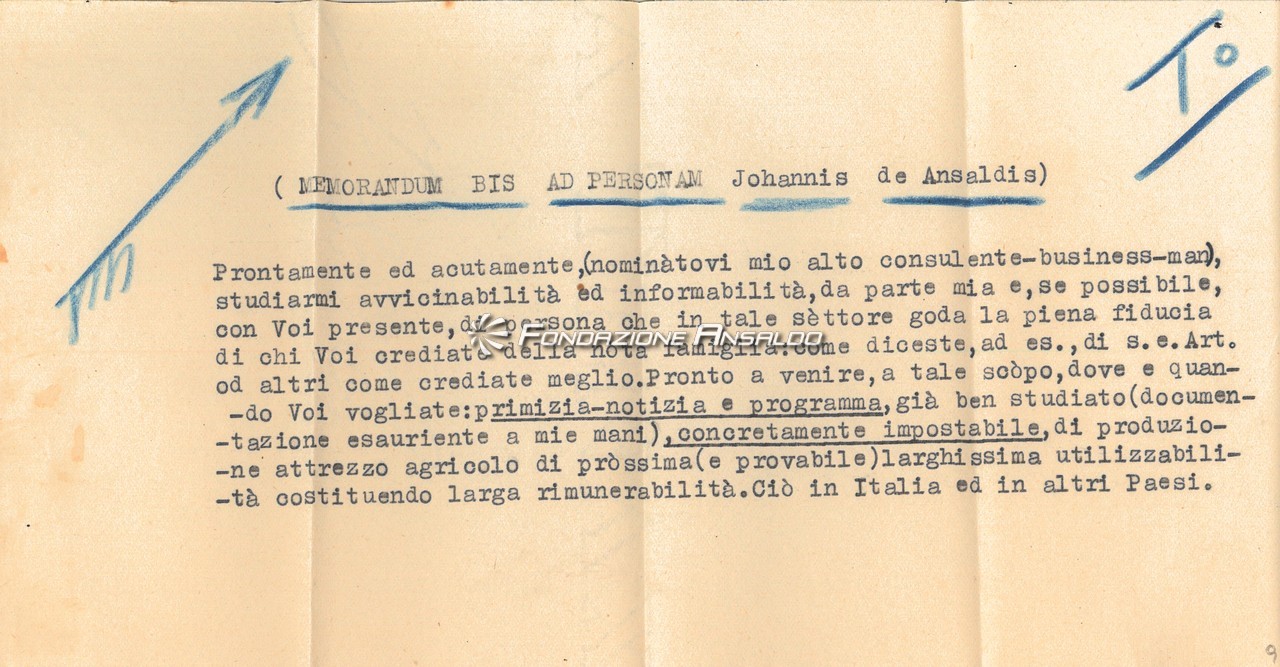 To
( MEMORANDUM BIS AD PERSONAM Johannis de Ansaldis)
Prontamente ed acutamente,(nominàtovi mio alto consulente-business-man),
studiarmi avvicinabilità ed informabilità,da parte mia e,se possibile,
con Voi presente,di persona che in tale sèttore goda la piena fiducia
FONDAZIONE ANSALDO
di chi Voi crediate della nota famiglia:come diceste,ad es.,di s.e.Art.
od altri come crediate meglio.Pronto a venire,a tale scòpo,dove e quan-
-do Voi vogliate:primizia-notizia e programma,già ben studiato(documen-
-tazione esauriente a mie mani),concretamente impostabile,di produzio-
-ne attrezzo agricolo di pròssima(e provabile)larghissima utilizzabili-
-tà costituendo larga rimunerabilità.Ciò in Italia ed in altri Paesi.
9